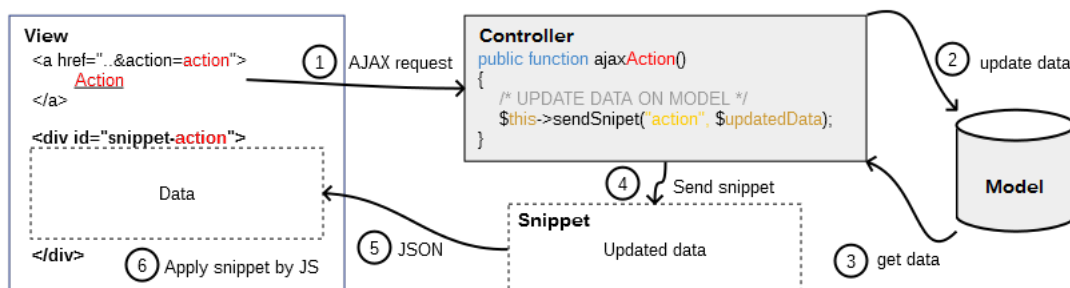 View
<a href="..&action=action">
Action
</a>
<div id="snippet-action">
Data
</div>
6 Apply snippet by JS
1 AJAX request
Controller
public function ajaxAction()
{
/* UPDATE DATA ON MODEL */
$this->sendSnipet("action", $updatedData);
}
2 update data
Model
3 get data
4 Send snippet
Snippet
Updated data
5 JSON